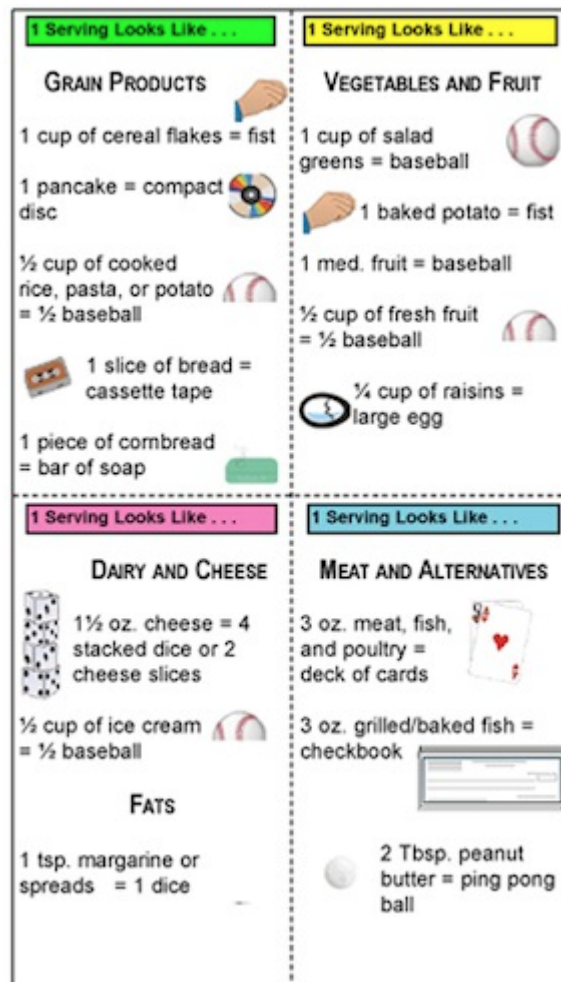 1 Serving Looks Like . . .
GRAIN PRODUCTS
1 cup of cereal flakes = fist
1 pancake = compact
disc
½ cup of cooked
rice, pasta, or potato
= ½ baseball
1 slice of bread =
cassette tape
1 piece of cornbread
= bar of soap
1 Serving Looks Like . . .
VEGETABLES AND FRUIT
1 cup of salad
greens = baseball
1 baked potato = fist
1 med. fruit = baseball
½ cup of fresh fruit
= ½ baseball
¼ cup of raisins =
large egg
1 Serving Looks Like . . .
DAIRY AND CHEESE
1½ oz. cheese = 4
stacked dice or 2
cheese slices
½ cup of ice cream
= ½ baseball
FATS
1 tsp. margarine or
spreads = 1 dice
1 Serving Looks Like . . .
MEAT AND ALTERNATIVES
3 oz. meat, fish,
and poultry =
deck of cards
3 oz. grilled/baked fish =
checkbook
2 Tbsp. peanut
butter = ping pong
ball